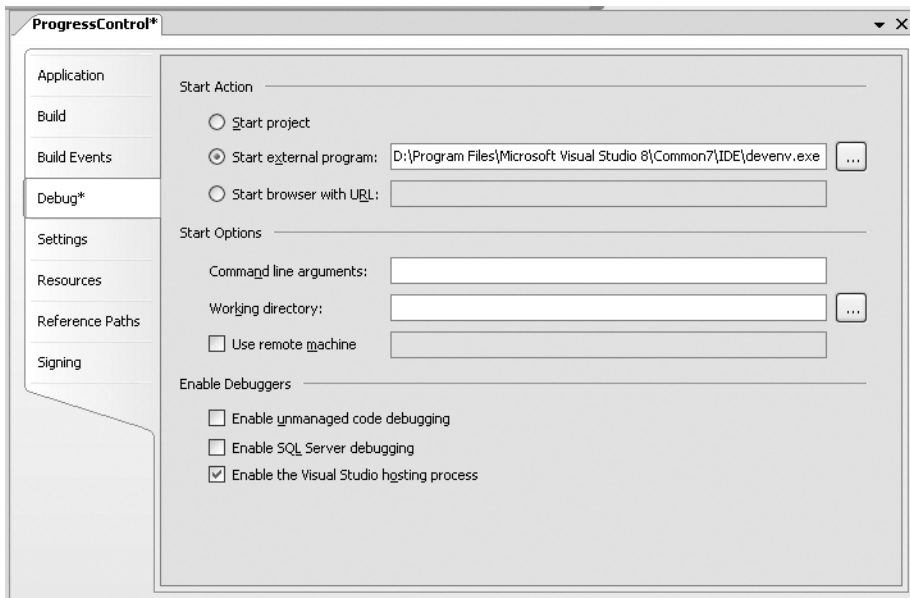 ProgressControl*
Application
Build
Build Events
Debug*
Settings
Resources
Reference Paths
Signing
Start Action
Start project
Start external program: D:\Program Files\Microsoft Visual Studio 8\Common7\IDE\devenv.exe ...
Start browser with URL:
Start Options
Command line arguments:
Working directory: ...
Use remote machine
Enable Debuggers
Enable unmanaged code debugging
Enable SQL Server debugging
Enable the Visual Studio hosting process